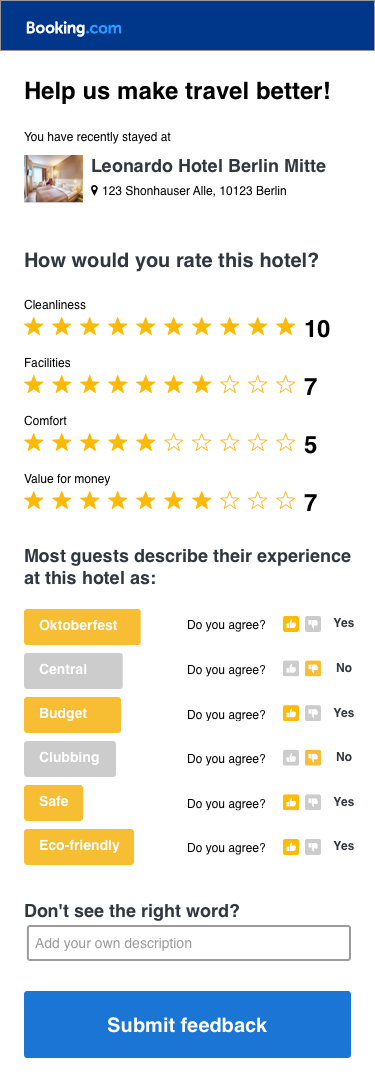 Booking.com
Help us make travel better!
You have recently stayed at
Leonardo Hotel Berlin Mitte
123 Shonhauser Alle, 10123 Berlin
How would you rate this hotel?
Cleanliness
10
Facilities
7
Comfort
5
Value for money
7
Most guests describe their experience
at this hotel as:
Oktoberfest Do you agree? Yes
Central Do you agree? No
Budget Do you agree? Yes
Clubbing Do you agree? No
Safe Do you agree? Yes
Eco-friendly Do you agree? Yes
Don't see the right word?
Add your own description
Submit feedback